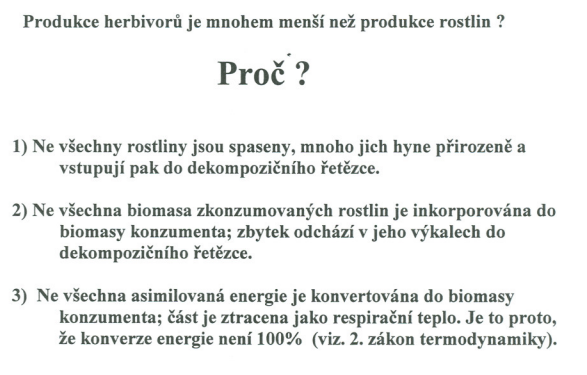 Produkce herbivorů je mnohem menší než produkce rostlin ?
Proč ?
1) Ne všechny rostliny jsou spaseny, mnoho jich hyne přirozeně a
vstupují pak do dekompozičního řetězce.
2) Ne všechna biomasa zkonzumovaných rostlin je inkorporována do
biomasy konzumenta; zbytek odchází v jeho výkalech do
dekompozičního řetězce.
3) Ne všechna asimilovaná energie je konvertována do biomasy
konzumenta; část je ztracena jako respirační teplo. Je to proto,
že konverze energie není 100% (viz. 2. zákon termodynamiky).